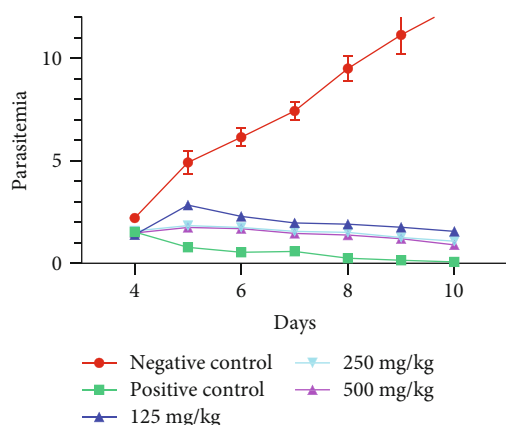 10
5
0
Parasitemia
4 6 8 10
Days
Negative control
Positive control
125 mg/kg
250 mg/kg
500 mg/kg